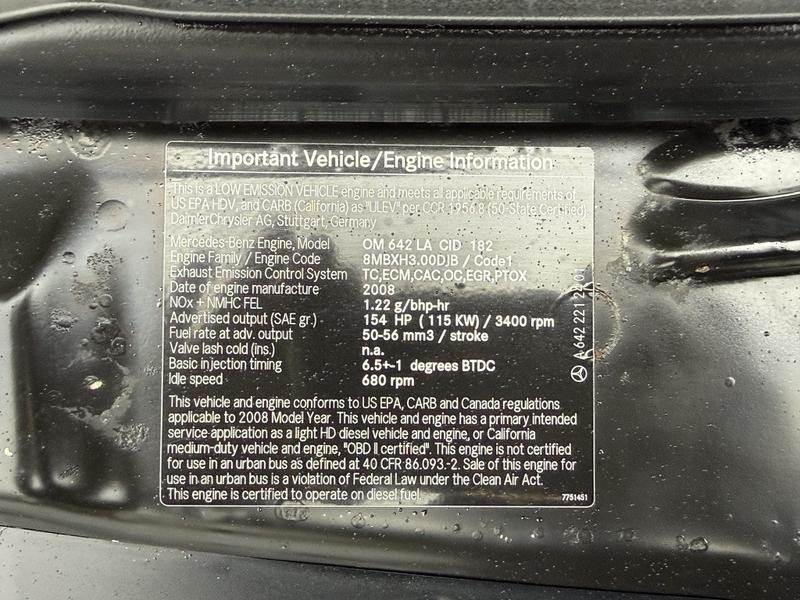 Important Vehicle/Engine Information
This is a LOW EMISSION VEHICLE engine and meets all applicable requirements of
US EPA HDV, and CARB (California) as "ULEV" per CCR 1956.8 (50-State Certified)
DaimlerChrysler AG, Stuttgart, Germany
Mercedes-Benz Engine, Model OM 642 LA CID 182
Engine Family / Engine Code 8MBXH3.00DJB / Code1
Exhaust Emission Control System TC,ECM,CAC,OC,EGR,PTOX
Date of engine manufacture 2008
NOx + NMHC FEL 1.22 g/bhp-hr
Advertised output (SAE gr.) 154 HP ( 115 KW) / 3400 rpm
Fuel rate at adv. output 50-56 mm3 / stroke
Valve lash cold (ins.) n.a.
Basic injection timing 6.5+-1 degrees BTDC
Idle speed 680 rpm
This vehicle and engine conforms to US EPA, CARB and Canada regulations
applicable to 2008 Model Year. This vehicle and engine has a primary intended
service application as a light HD diesel vehicle and engine, or California
medium-duty vehicle and engine, "OBD II certified". This engine is not certified
for use in an urban bus as defined at 40 CFR 86.093.-2. Sale of this engine for
use in an urban bus is a violation of Federal Law under the Clean Air Act.
This engine is certified to operate on diesel fuel.
7751451
A 642 221 22 01